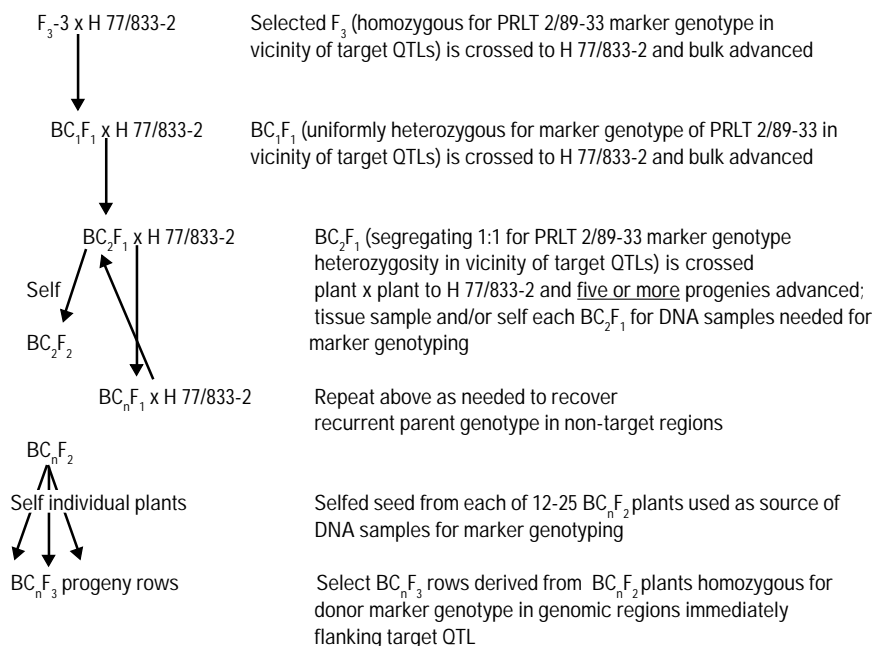 F₃-3 x H 77/833-2
Selected F₃ (homozygous for PRLT 2/89-33 marker genotype in
vicinity of target QTLs) is crossed to H 77/833-2 and bulk advanced
BC₁F₁ x H 77/833-2
BC₁F₁ (uniformly heterozygous for marker genotype of PRLT 2/89-33 in
vicinity of target QTLs) is crossed to H 77/833-2 and bulk advanced
BC₂F₁ x H 77/833-2
BC₂F₁ (segregating 1:1 for PRLT 2/89-33 marker genotype
heterozygosity in vicinity of target QTLs) is crossed
plant x plant to H 77/833-2 and five or more progenies advanced;
tissue sample and/or self each BC₂F₁ for DNA samples needed for
marker genotyping
Self
BC₂F₂
BCₙF₁ x H 77/833-2
Repeat above as needed to recover
recurrent parent genotype in non-target regions
BCₙF₂
Self individual plants
Selfed seed from each of 12-25 BCₙF₂ plants used as source of
DNA samples for marker genotyping
BCₙF₃ progeny rows
Select BCₙF₃ rows derived from BCₙF₂ plants homozygous for
donor marker genotype in genomic regions immediately
flanking target QTL